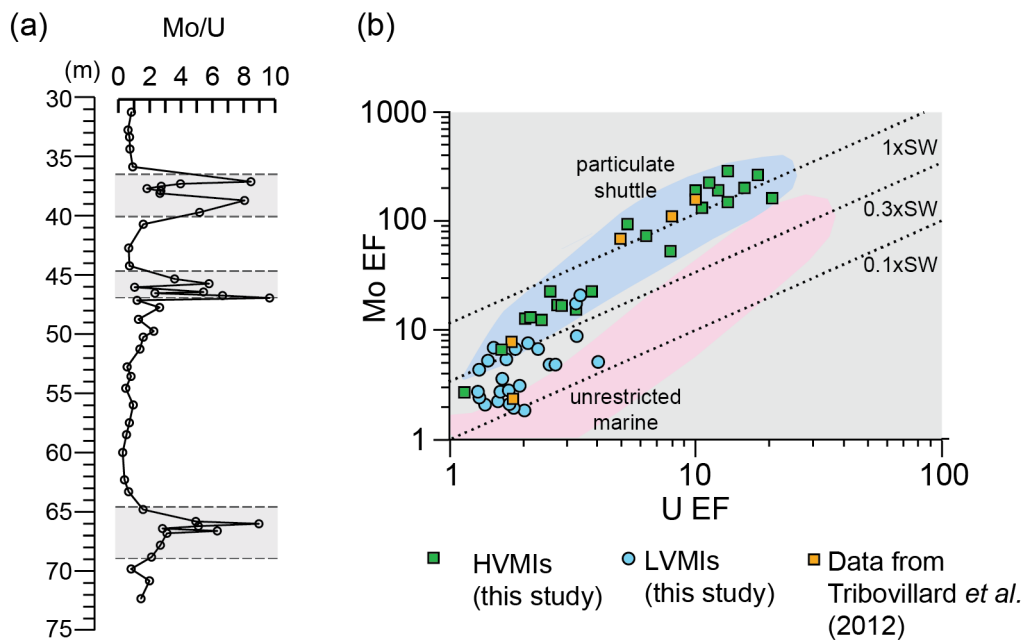 (a)
Mo/U
(m)
0 2 4 6 8 10
30
35
40
45
50
55
60
65
70
75
(b)
Mo EF
1000
100
10
1
particulate
shuttle
1xSW
0.3xSW
0.1xSW
unrestricted
marine
1 10 100
U EF
HVMIs
(this study)
LVMIs
(this study)
Data from
Tribovillard et al.
(2012)